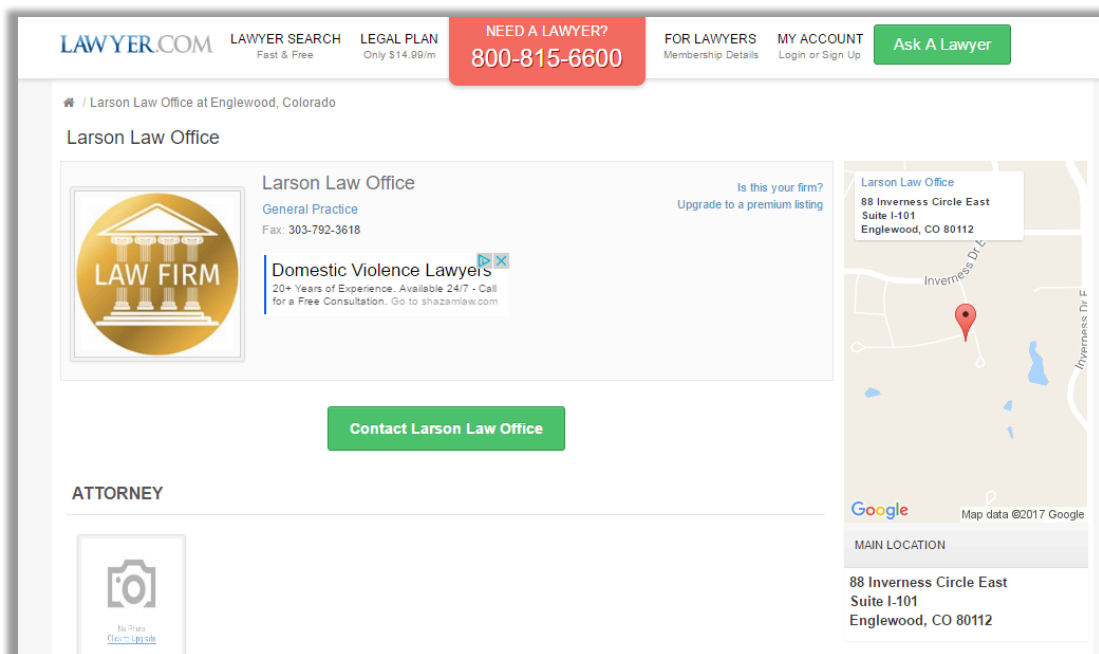 LAWYER.COM
LAWYER SEARCH
Fast & Free
LEGAL PLAN
Only $14.99/m
NEED A LAWYER?
800-815-6600
FOR LAWYERS
Membership Details
MY ACCOUNT
Login or Sign Up
Ask A Lawyer
/ Larson Law Office at Englewood, Colorado
Larson Law Office
LAW FIRM
Larson Law Office
General Practice
Fax: 303-792-3618
Is this your firm?
Upgrade to a premium listing
Domestic Violence Lawyers
20+ Years of Experience. Available 24/7 - Call
for a Free Consultation. Go to shazamlaw.com
Contact Larson Law Office
ATTORNEY
No Photo
Click to Upgrade
Larson Law Office
88 Inverness Circle East
Suite I-101
Englewood, CO 80112
Inverness Dr E
Inverness Dr E
Google
Map data ©2017 Google
MAIN LOCATION
88 Inverness Circle East
Suite I-101
Englewood, CO 80112